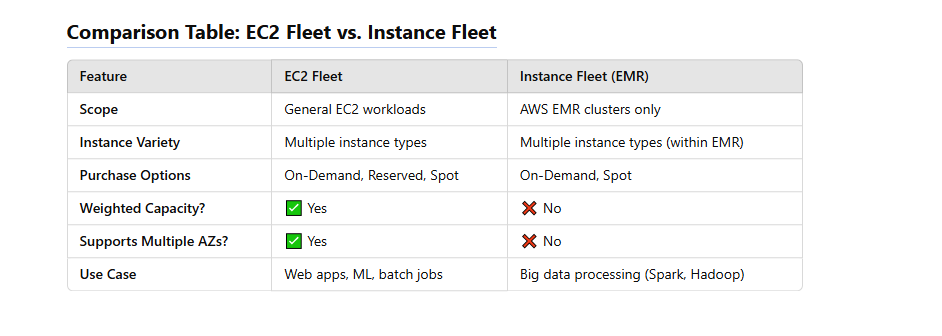 Comparison Table: EC2 Fleet vs. Instance Fleet
Feature EC2 Fleet Instance Fleet (EMR)
Scope General EC2 workloads AWS EMR clusters only
Instance Variety Multiple instance types Multiple instance types (within EMR)
Purchase Options On-Demand, Reserved, Spot On-Demand, Spot
Weighted Capacity? ✅ Yes ❌ No
Supports Multiple AZs? ✅ Yes ❌ No
Use Case Web apps, ML, batch jobs Big data processing (Spark, Hadoop)